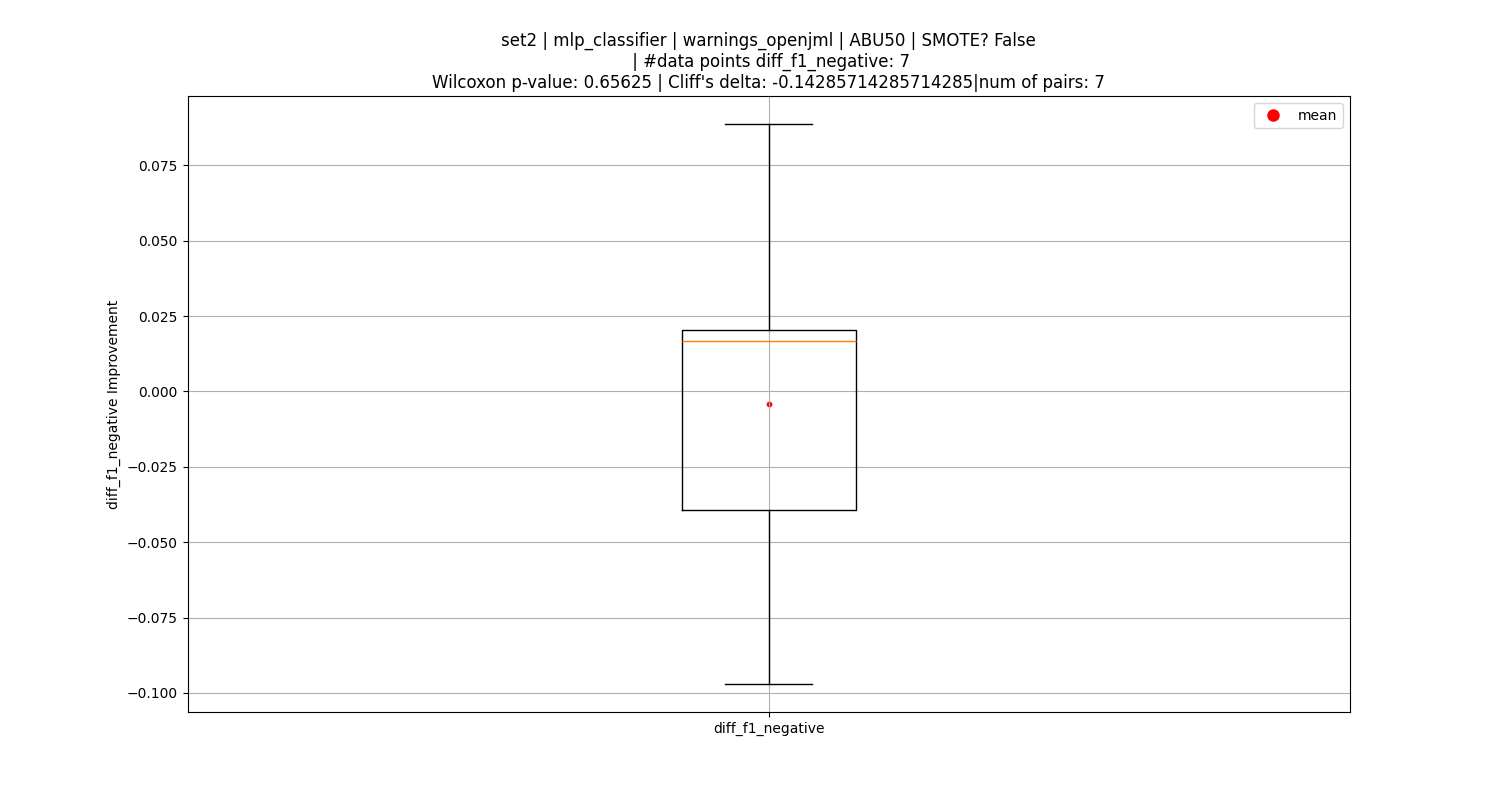 set2 | mlp_classifier | warnings_openjml | ABU50 | SMOTE? False
| #data points diff_f1_negative: 7
Wilcoxon p-value: 0.65625 | Cliff's delta: -0.14285714285714285|num of pairs: 7
mean
0.075
0.050
0.025
0.000
−0.025
−0.050
−0.075
−0.100
diff_f1_negative Improvement
diff_f1_negative